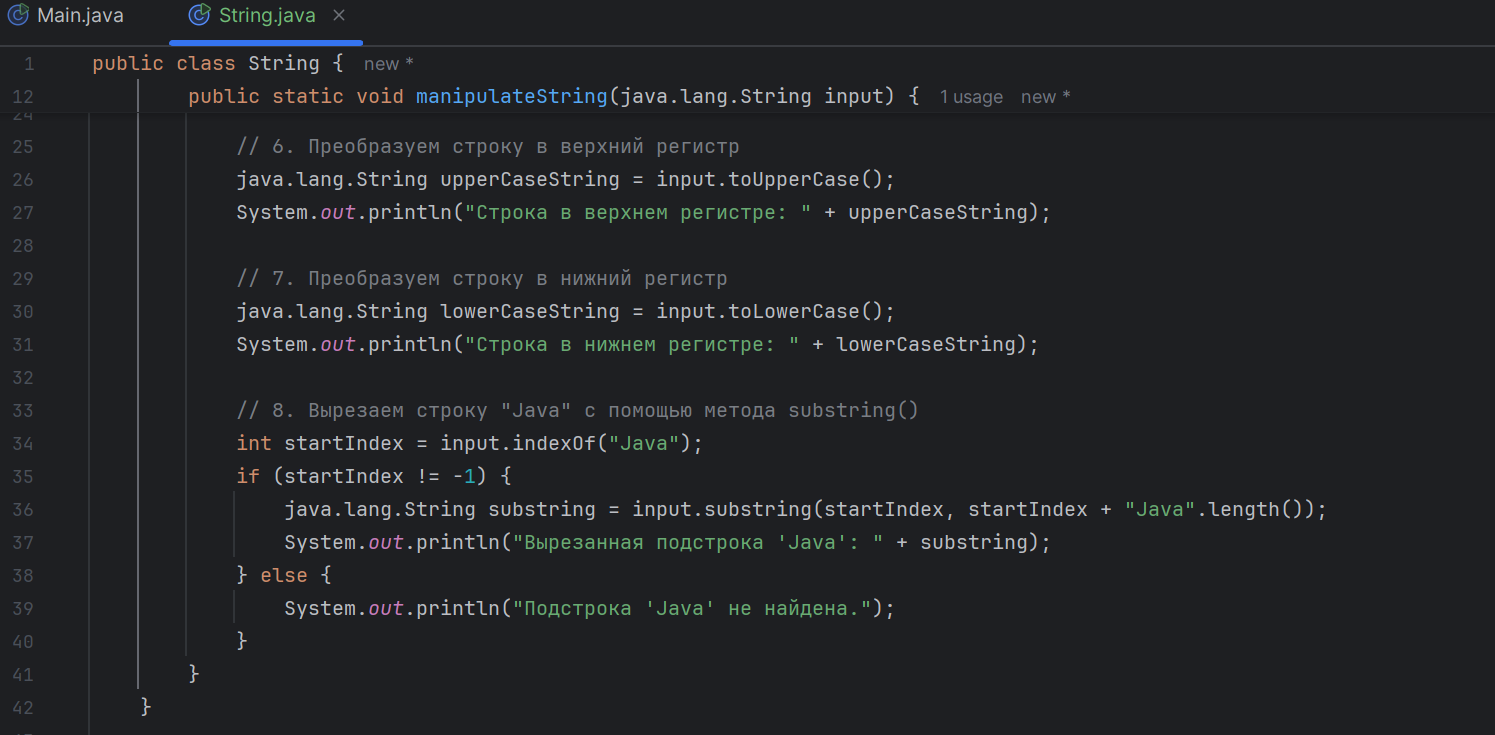 Main.java String.java
1 public class String { new *
12 public static void manipulateString(java.lang.String input) { 1 usage new *
24
25 // 6. Преобразуем строку в верхний регистр
26 java.lang.String upperCaseString = input.toUpperCase();
27 System.out.println("Строка в верхнем регистре: " + upperCaseString);
28
29 // 7. Преобразуем строку в нижний регистр
30 java.lang.String lowerCaseString = input.toLowerCase();
31 System.out.println("Строка в нижнем регистре: " + lowerCaseString);
32
33 // 8. Вырезаем строку "Java" с помощью метода substring()
34 int startIndex = input.indexOf("Java");
35 if (startIndex != -1) {
36 java.lang.String substring = input.substring(startIndex, startIndex + "Java".length());
37 System.out.println("Вырезанная подстрока 'Java': " + substring);
38 } else {
39 System.out.println("Подстрока 'Java' не найдена.");
40 }
41 }
42 }